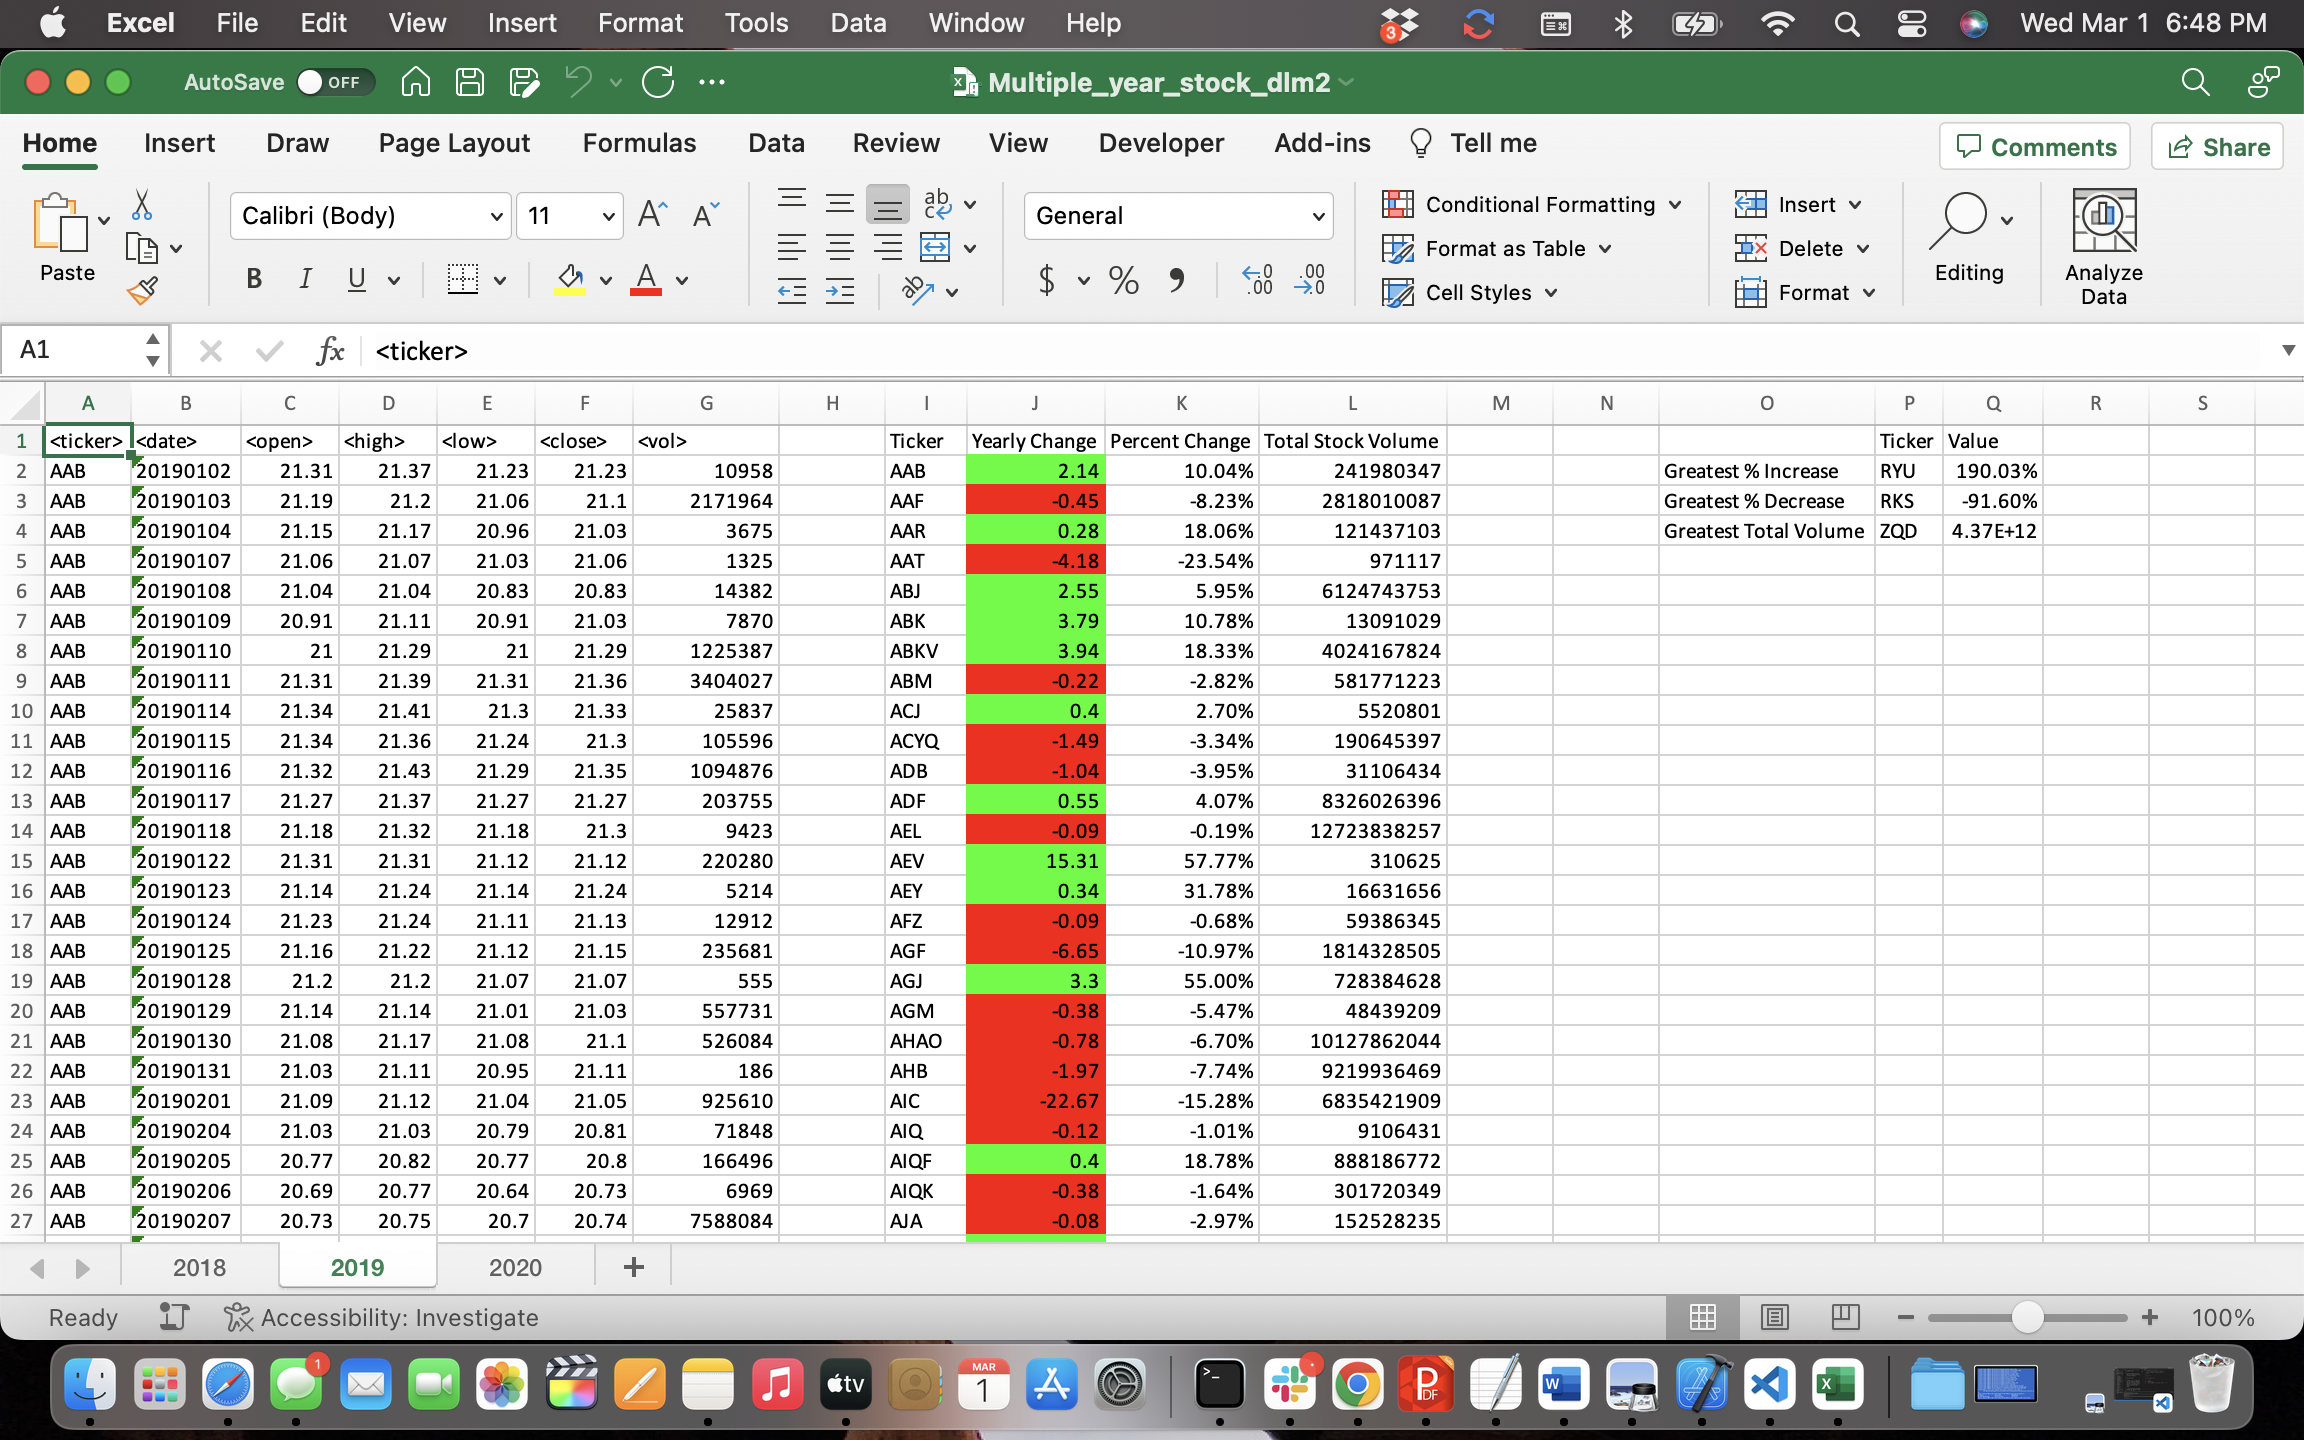 Excel File Edit View Insert Format Tools Data Window Help 3 Wed Mar 1 6:48 PM
AutoSave OFF Multiple_year_stock_dlm2
Home Insert Draw Page Layout Formulas Data Review View Developer Add-ins Tell me Comments Share
Paste Calibri (Body) 11 General Conditional Formatting Format as Table Cell Styles Insert Delete Format Editing Analyze Data
A1 fx <ticker>
A B C D E F G H I J K L M N O P Q R S
1 <ticker> <date> <open> <high> <low> <close> <vol> Ticker Yearly Change Percent Change Total Stock Volume Ticker Value
2 AAB 20190102 21.31 21.37 21.23 21.23 10958 AAB 2.14 10.04% 241980347 Greatest % Increase RYU 190.03%
3 AAB 20190103 21.19 21.2 21.06 21.1 2171964 AAF -0.45 -8.23% 2818010087 Greatest % Decrease RKS -91.60%
4 AAB 20190104 21.15 21.17 20.96 21.03 3675 AAR 0.28 18.06% 121437103 Greatest Total Volume ZQD 4.37E+12
5 AAB 20190107 21.06 21.07 21.03 21.06 1325 AAT -4.18 -23.54% 971117
6 AAB 20190108 21.04 21.04 20.83 20.83 14382 ABJ 2.55 5.95% 6124743753
7 AAB 20190109 20.91 21.11 20.91 21.03 7870 ABK 3.79 10.78% 13091029
8 AAB 20190110 21 21.29 21 21.29 1225387 ABKV 3.94 18.33% 4024167824
9 AAB 20190111 21.31 21.39 21.31 21.36 3404027 ABM -0.22 -2.82% 581771223
10 AAB 20190114 21.34 21.41 21.3 21.33 25837 ACJ 0.4 2.70% 5520801
11 AAB 20190115 21.34 21.36 21.24 21.3 105596 ACYQ -1.49 -3.34% 190645397
12 AAB 20190116 21.32 21.43 21.29 21.35 1094876 ADB -1.04 -3.95% 31106434
13 AAB 20190117 21.27 21.37 21.27 21.27 203755 ADF 0.55 4.07% 8326026396
14 AAB 20190118 21.18 21.32 21.18 21.3 9423 AEL -0.09 -0.19% 12723838257
15 AAB 20190122 21.31 21.31 21.12 21.12 220280 AEV 15.31 57.77% 310625
16 AAB 20190123 21.14 21.24 21.14 21.24 5214 AEY 0.34 31.78% 16631656
17 AAB 20190124 21.23 21.24 21.11 21.13 12912 AFZ -0.09 -0.68% 59386345
18 AAB 20190125 21.16 21.22 21.12 21.15 235681 AGF -6.65 -10.97% 1814328505
19 AAB 20190128 21.2 21.2 21.07 21.07 555 AGJ 3.3 55.00% 728384628
20 AAB 20190129 21.14 21.14 21.01 21.03 557731 AGM -0.38 -5.47% 48439209
21 AAB 20190130 21.08 21.17 21.08 21.1 526084 AHAO -0.78 -6.70% 10127862044
22 AAB 20190131 21.03 21.11 20.95 21.11 186 AHB -1.97 -7.74% 9219936469
23 AAB 20190201 21.09 21.12 21.04 21.05 925610 AIC -22.67 -15.28% 6835421909
24 AAB 20190204 21.03 21.03 20.79 20.81 71848 AIQ -0.12 -1.01% 9106431
25 AAB 20190205 20.77 20.82 20.77 20.8 166496 AIQF 0.4 18.78% 888186772
26 AAB 20190206 20.69 20.77 20.64 20.73 6969 AIQK -0.38 -1.64% 301720349
27 AAB 20190207 20.73 20.75 20.7 20.74 7588084 AJA -0.08 -2.97% 152528235
2018 2019 2020 +
Ready Accessibility: Investigate 100%
1 tv MAR 1 PDF W X